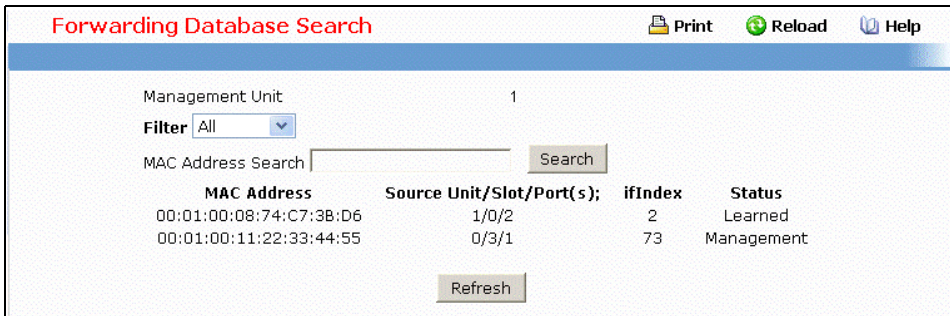 Forwarding Database Search Print Reload Help
Management Unit 1
Filter All
MAC Address Search Search
MAC Address Source Unit/Slot/Port(s); ifIndex Status
00:01:00:08:74:C7:3B:D6 1/0/2 2 Learned
00:01:00:11:22:33:44:55 0/3/1 73 Management
Refresh